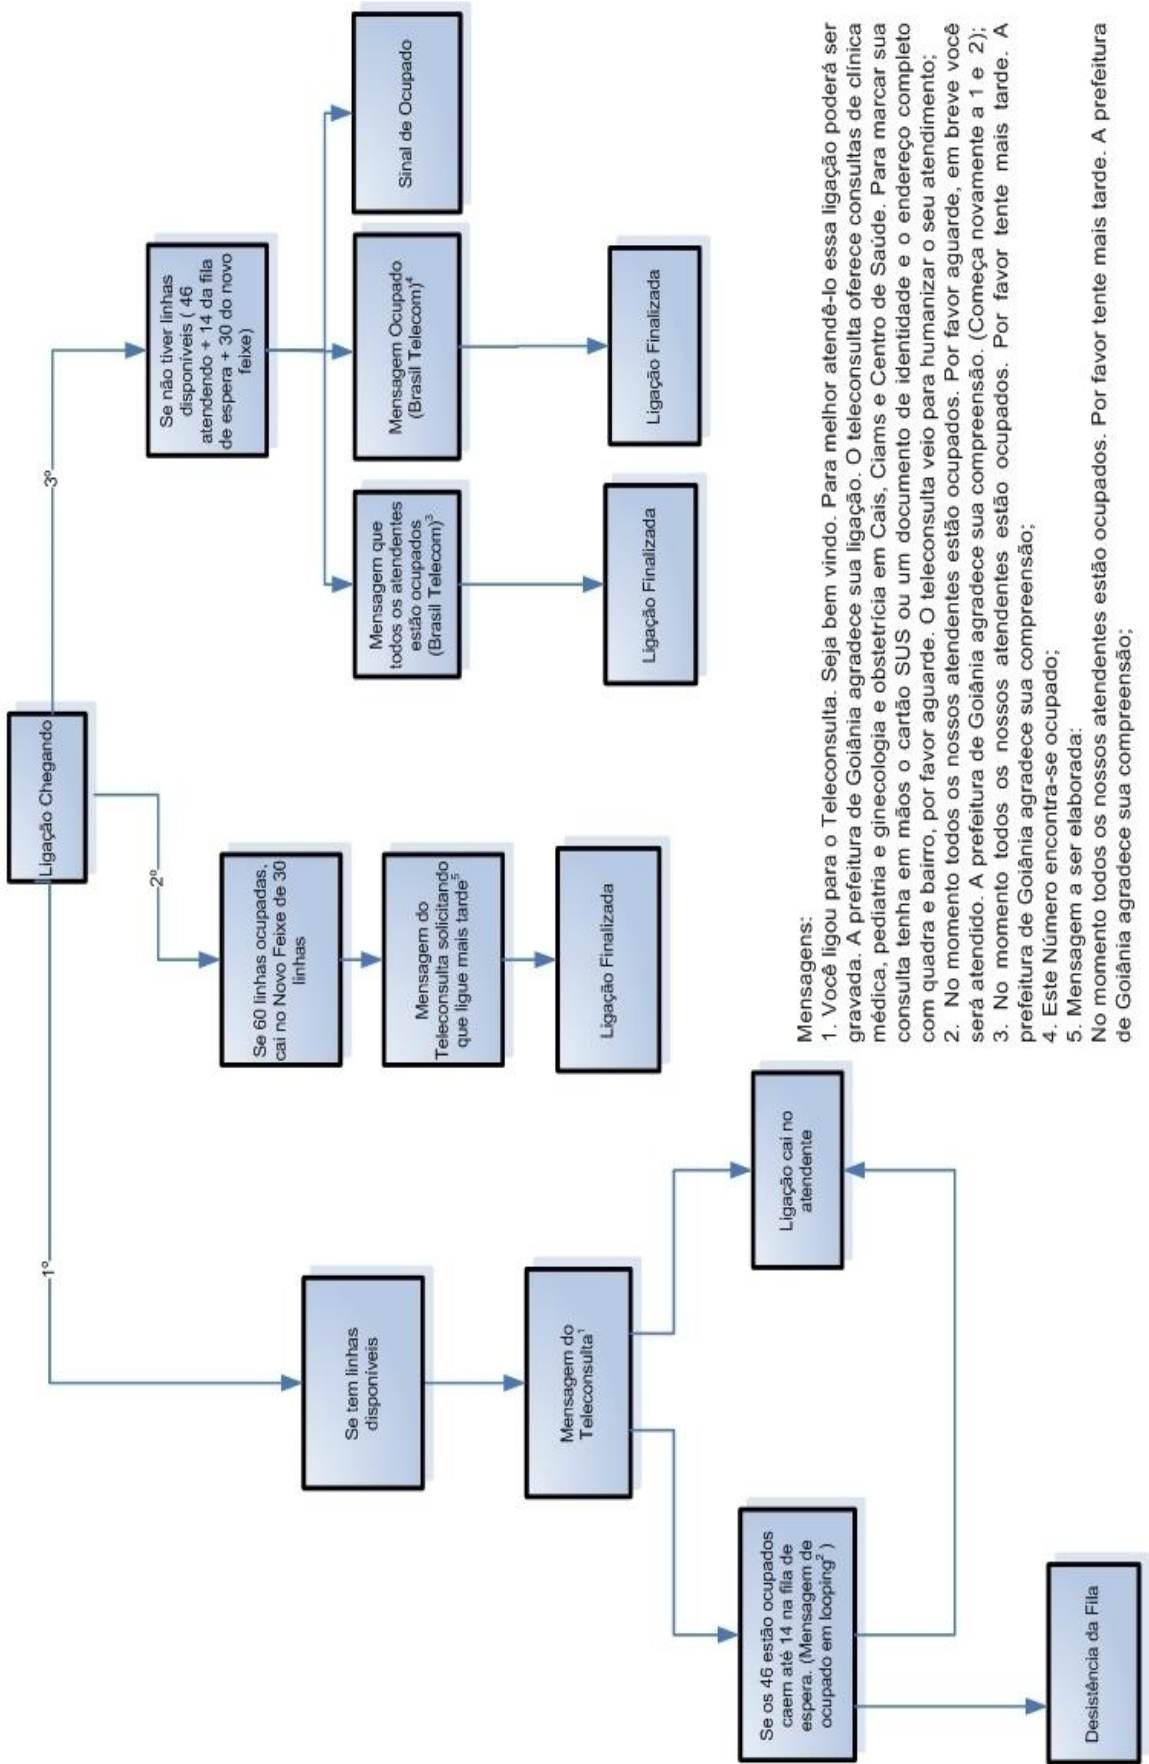 Ligação Chegando
1º
2º
3º
Se tem linhas
disponíveis
Mensagem do
Teleconsulta¹
Se os 46 estão ocupados
caem até 14 na fila de
espera. (Mensagem de
ocupado em looping² )
Desistência da Fila
Ligação cai no
atendente
Se 60 linhas ocupadas,
cai no Novo Feixe de 30
linhas
Mensagem do
Teleconsulta solicitando
que ligue mais tarde⁵
Ligação Finalizada
Se não tiver linhas
disponíveis ( 46
atendendo + 14 da fila
de espera + 30 do novo
feixe)
Mensagem que
todos os atendentes
estão ocupados
(Brasil Telecom)³
Ligação Finalizada
Mensagem Ocupado
(Brasil Telecom)⁴
Ligação Finalizada
Sinal de Ocupado
Mensagens:
1. Você ligou para o Teleconsulta. Seja bem vindo. Para melhor atendê-lo essa ligação poderá ser
gravada. A prefeitura de Goiânia agradece sua ligação. O teleconsulta oferece consultas de clínica
médica, pediatria e ginecologia e obstetrícia em Cais, Ciams e Centro de Saúde. Para marcar sua
consulta tenha em mãos o cartão SUS ou um documento de identidade e o endereço completo
com quadra e bairro, por favor aguarde. O teleconsulta veio para humanizar o seu atendimento;
2. No momento todos os nossos atendentes estão ocupados. Por favor aguarde, em breve você
será atendido. A prefeitura de Goiânia agradece sua compreensão. (Começa novamente a 1 e 2);
3. No momento todos os nossos atendentes estão ocupados. Por favor tente mais tarde. A
prefeitura de Goiânia agradece sua compreensão;
4. Este Número encontra-se ocupado;
5. Mensagem a ser elaborada:
No momento todos os nossos atendentes estão ocupados. Por favor tente mais tarde. A prefeitura
de Goiânia agradece sua compreensão;